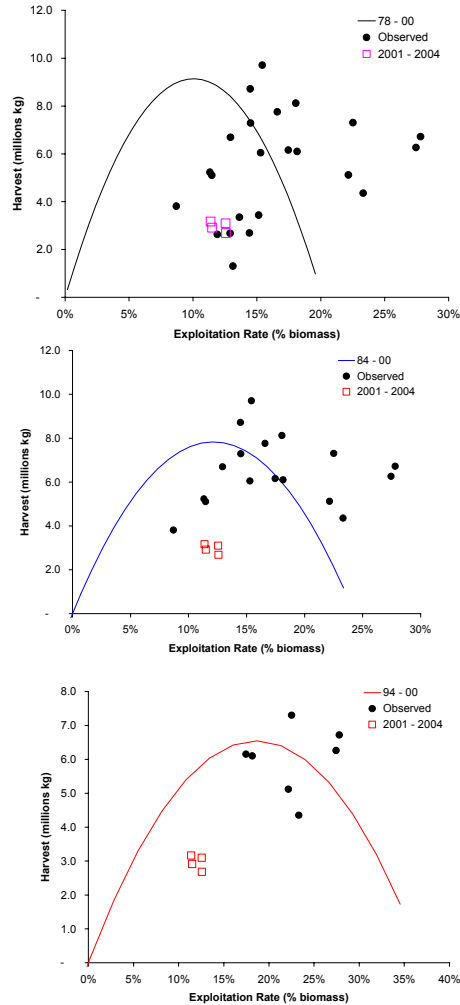 12.0
10.0
8.0
6.0
4.0
2.0
-
0% 5% 10% 15% 20% 25% 30%
Harvest (millions kg)
Exploitation Rate (% biomass)
78 - 00
Observed
2001 - 2004
12.0
10.0
8.0
6.0
4.0
2.0
-
0% 5% 10% 15% 20% 25% 30%
Harvest (millions kg)
Exploitation Rate (% biomass)
84 - 00
Observed
2001 - 2004
8.0
7.0
6.0
5.0
4.0
3.0
2.0
1.0
-
0% 5% 10% 15% 20% 25% 30% 35% 40%
Harvest (millions kg)
Exploitation Rate (% biomass)
94 - 00
Observed
2001 - 2004